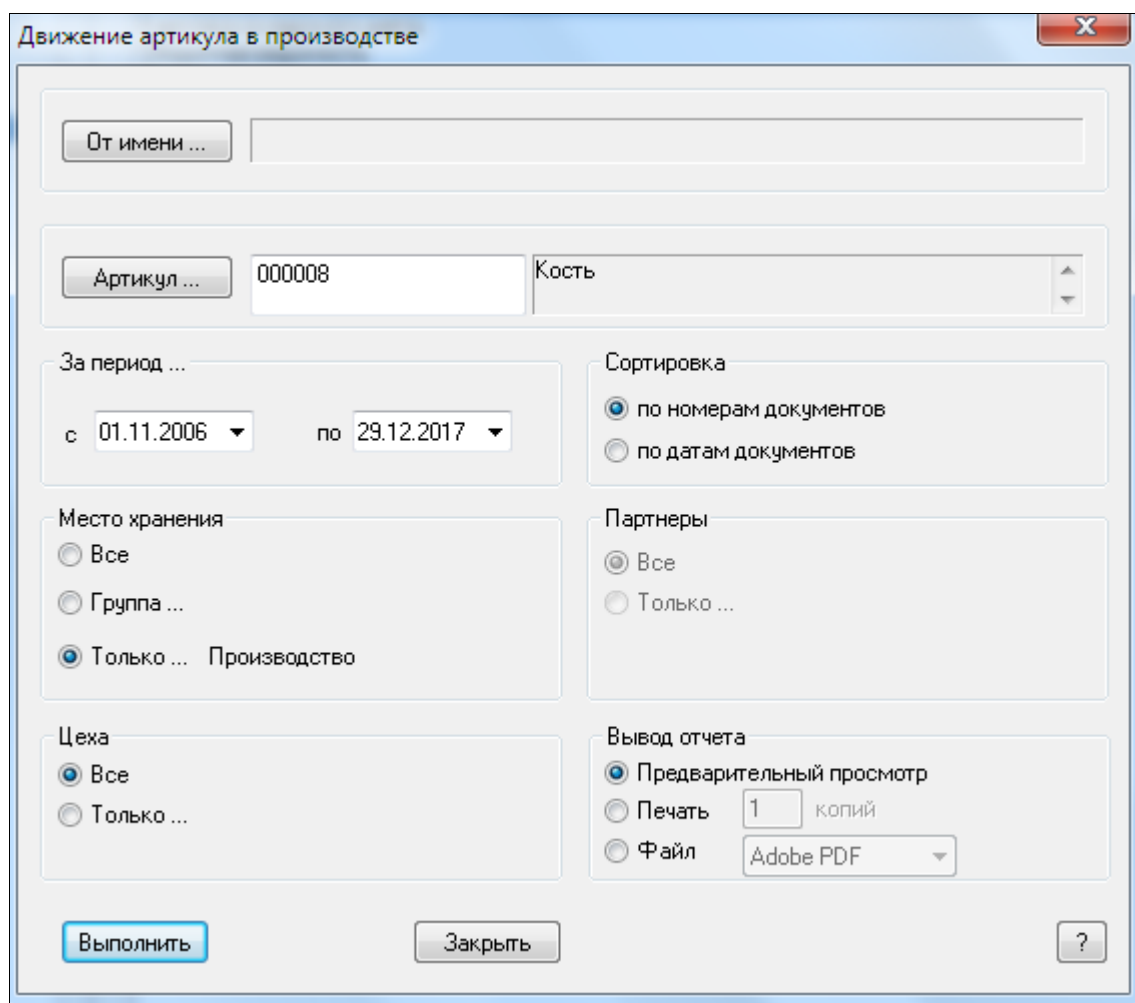 Движение артикула в производстве
От имени ...
Артикул ...
000008
Кость
За период ...
с 01.11.2006 по 29.12.2017
Сортировка
по номерам документов
по датам документов
Место хранения
Все
Группа ...
Только ... Производство
Партнеры
Все
Только ...
Цеха
Все
Только ...
Вывод отчета
Предварительный просмотр
Печать 1 копий
Файл Adobe PDF
Выполнить
Закрыть
?